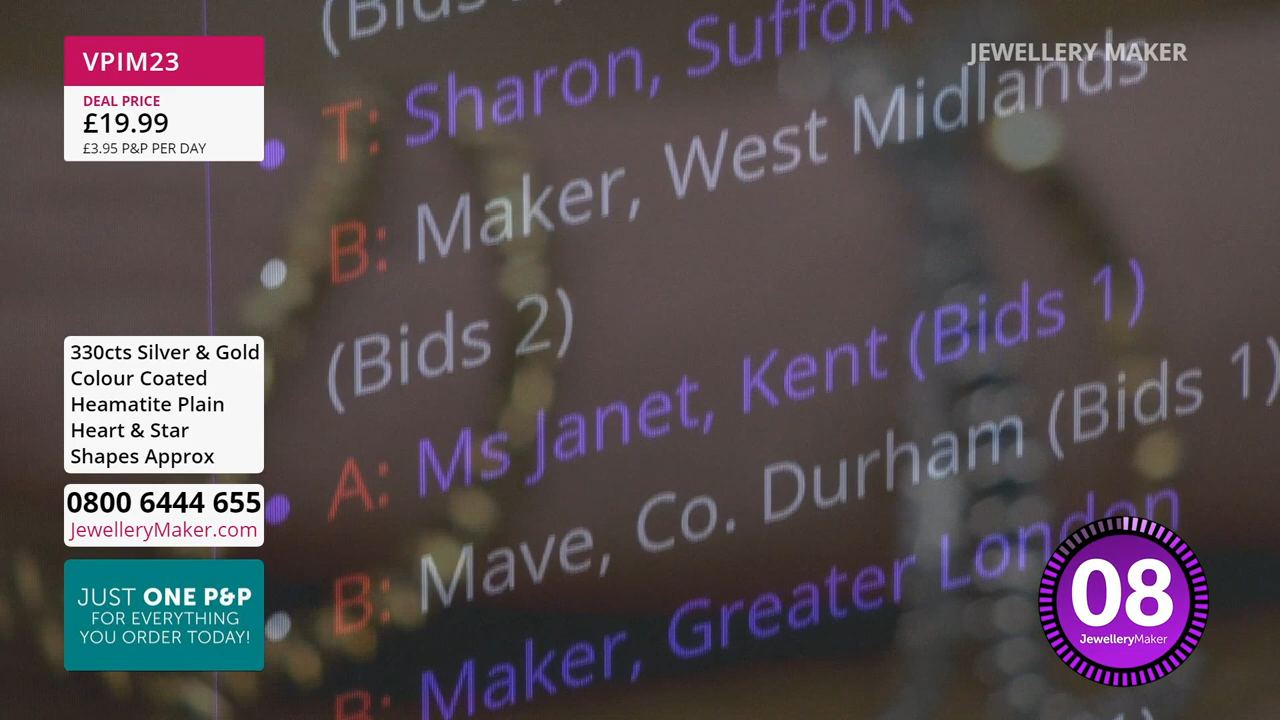 VPIM23
DEAL PRICE
£19.99
£3.95 P&P PER DAY
JEWELLERY MAKER
(Bids
T: Sharon, Suffolk
B: Maker, West Midlands
(Bids 2)
A: Ms Janet, Kent (Bids 1)
B: Mave, Co. Durham (Bids 1)
B: Maker, Greater London
330cts Silver & Gold
Colour Coated
Heamatite Plain
Heart & Star
Shapes Approx
0800 6444 655
JewelleryMaker.com
JUST ONE P&P
FOR EVERYTHING
YOU ORDER TODAY!
08
JewelleryMaker